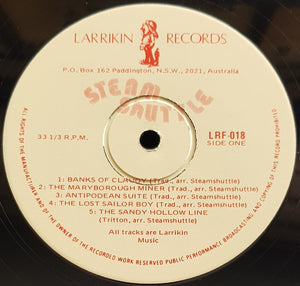 LARRIKIN RECORDS
P.O. Box 162 Paddington, N.S.W., 2021, Australia
STEAM
SHUTTLE
33 1/3 R.P.M.
LRF-018
SIDE ONE
1: BANKS OF CLAUDY (Trad., arr. Steamshuttle)
2: THE MARYBOROUGH MINER (Trad., arr. Steamshuttle)
3: ANTIPODEAN SUITE (Trad., arr. Steamshuttle)
4: THE LOST SAILOR BOY (Trad., arr. Steamshuttle)
5: THE SANDY HOLLOW LINE
(Tritton, arr. Steamshuttle)
All tracks are Larrikin
Music
ALL RIGHTS OF THE MANUFACTURER AND OF THE OWNER OF THE RECORDED WORK RESERVED PUBLIC PERFORMANCE BROADCASTING AND COPYING OF THIS RECORD PROHIBITED